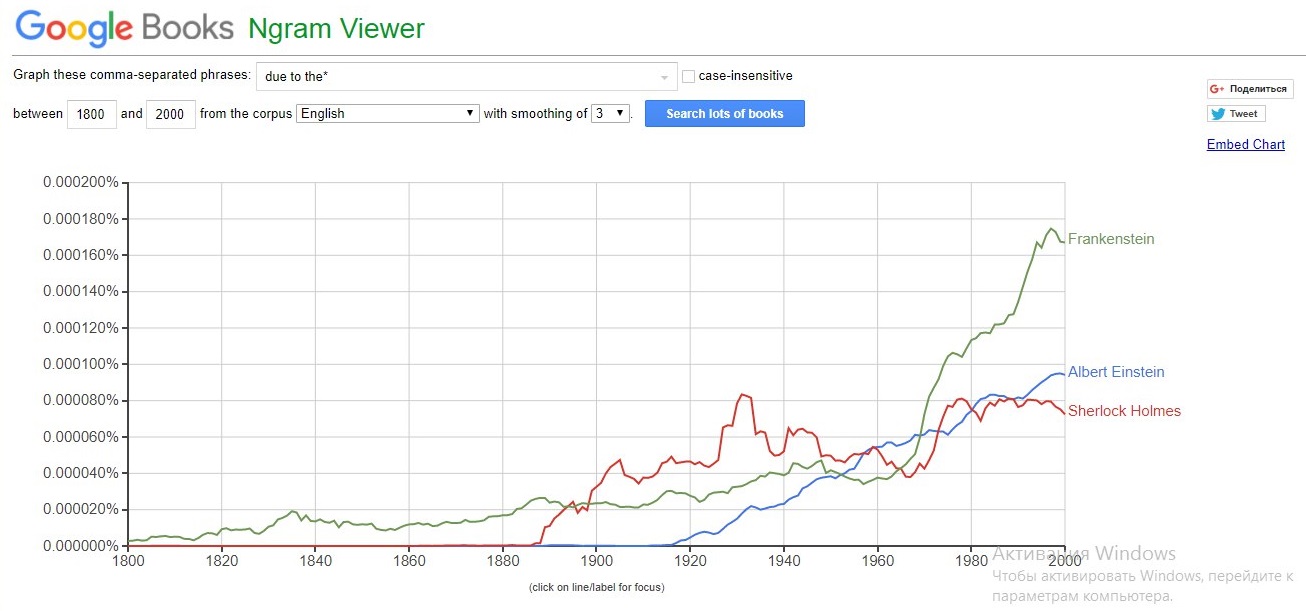 Google Books Ngram Viewer
Graph these comma-separated phrases: due to the* case-insensitive
between 1800 and 2000 from the corpus English with smoothing of 3 . Search lots of books
G+ Поделиться
Tweet
Embed Chart
0.000200%
0.000180%
0.000160%
0.000140%
0.000120%
0.000100%
0.000080%
0.000060%
0.000040%
0.000020%
0.000000%
Frankenstein
Albert Einstein
Sherlock Holmes
1800 1820 1840 1860 1880 1900 1920 1940 1960 1980 2000
(click on line/label for focus)
Активация Windows
Чтобы активировать Windows, перейдите к
параметрам компьютера.